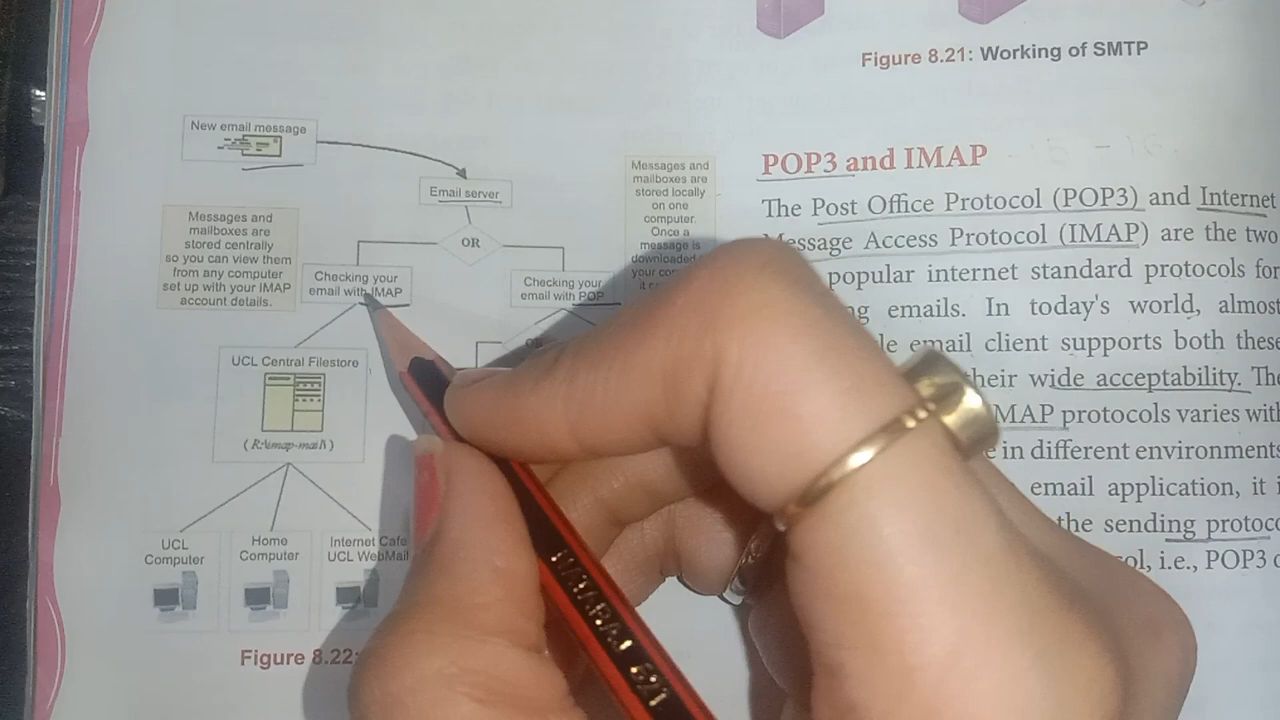 Figure 8.21: Working of SMTP
New email message
Email server
OR
Messages and
mailboxes are
stored centrally
so you can view them
from any computer
set up with your IMAP
account details.
Checking your
email with IMAP
Checking your
email with POP
Messages and
mailboxes are
stored locally
on one
computer.
Once a
message is
downloaded
your
UCL Central Filestore
(R:\imap-mail\)
UCL
Computer
Home
Computer
Internet Cafe
UCL WebMail
Figure 8.22:
POP3 and IMAP
The Post Office Protocol (POP3) and Internet
Message Access Protocol (IMAP) are the two
popular internet standard protocols for
emails. In today's world, almost
email client supports both these
their wide acceptability. The
IMAP protocols varies with
in different environments
email application, it
the sending
i.e., POP3
NATARAJ 621